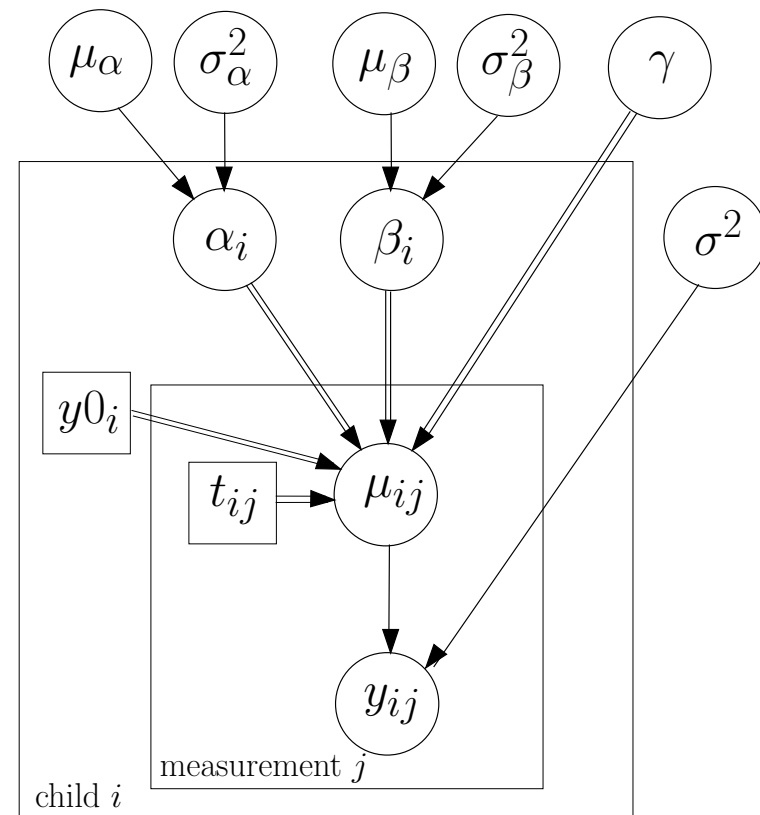 μ_α σ²_α μ_β σ²_β γ
α_i β_i σ²
y0_i
t_ij μ_ij
y_ij
measurement j
child i